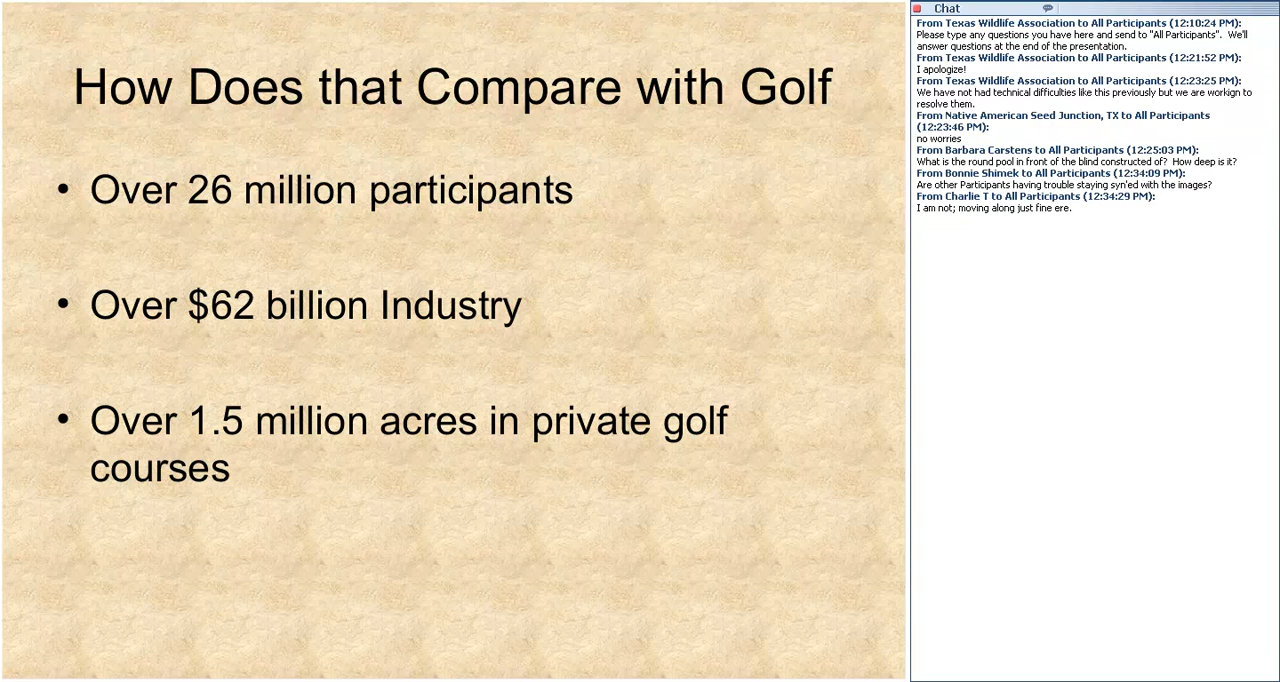 How Does that Compare with Golf
• Over 26 million participants
• Over $62 billion Industry
• Over 1.5 million acres in private golf
courses
Chat
From Texas Wildlife Association to All Participants (12:10:24 PM):
Please type any questions you have here and send to "All Participants". We'll
answer questions at the end of the presentation.
From Texas Wildlife Association to All Participants (12:21:52 PM):
I apologize!
From Texas Wildlife Association to All Participants (12:23:25 PM):
We have not had technical difficulties like this previously but we are workign to
resolve them.
From Native American Seed Junction, TX to All Participants
(12:23:46 PM):
no worries
From Barbara Carstens to All Participants (12:25:03 PM):
What is the round pool in front of the blind constructed of? How deep is it?
From Bonnie Shimek to All Participants (12:34:09 PM):
Are other Participants having trouble staying syn'ed with the images?
From Charlie T to All Participants (12:34:29 PM):
I am not; moving along just fine ere.